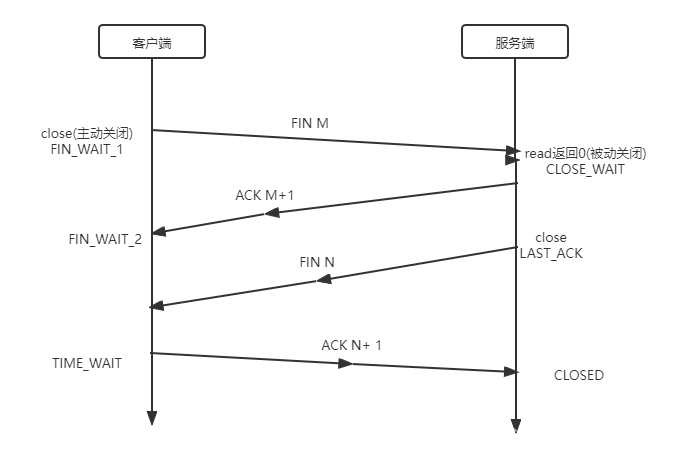 客户端
服务端
FIN M
close(主动关闭)
FIN_WAIT_1
read返回0(被动关闭)
CLOSE_WAIT
ACK M+1
FIN_WAIT_2
close
LAST_ACK
FIN N
ACK N+ 1
TIME_WAIT
CLOSED